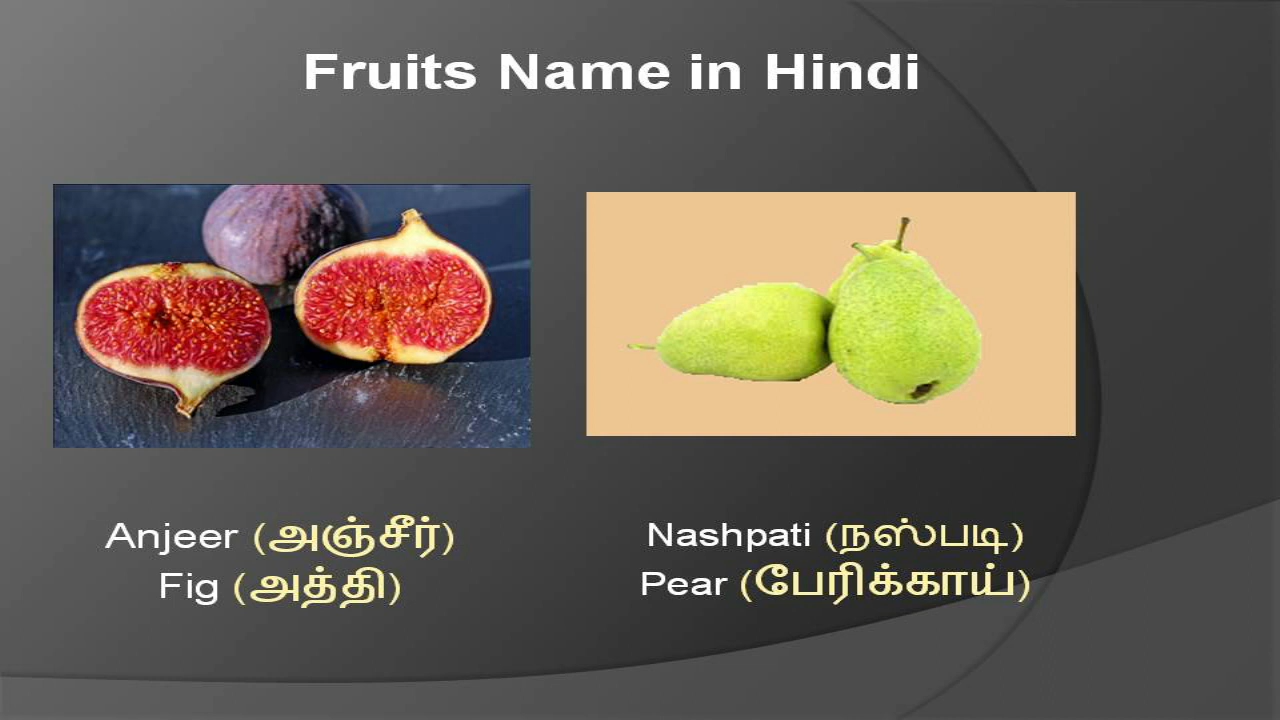 Fruits Name in Hindi
Anjeer (அஞ்சீர்)
Fig (அத்தி)
Nashpati (நஸ்படி)
Pear (பேரிக்காய்)